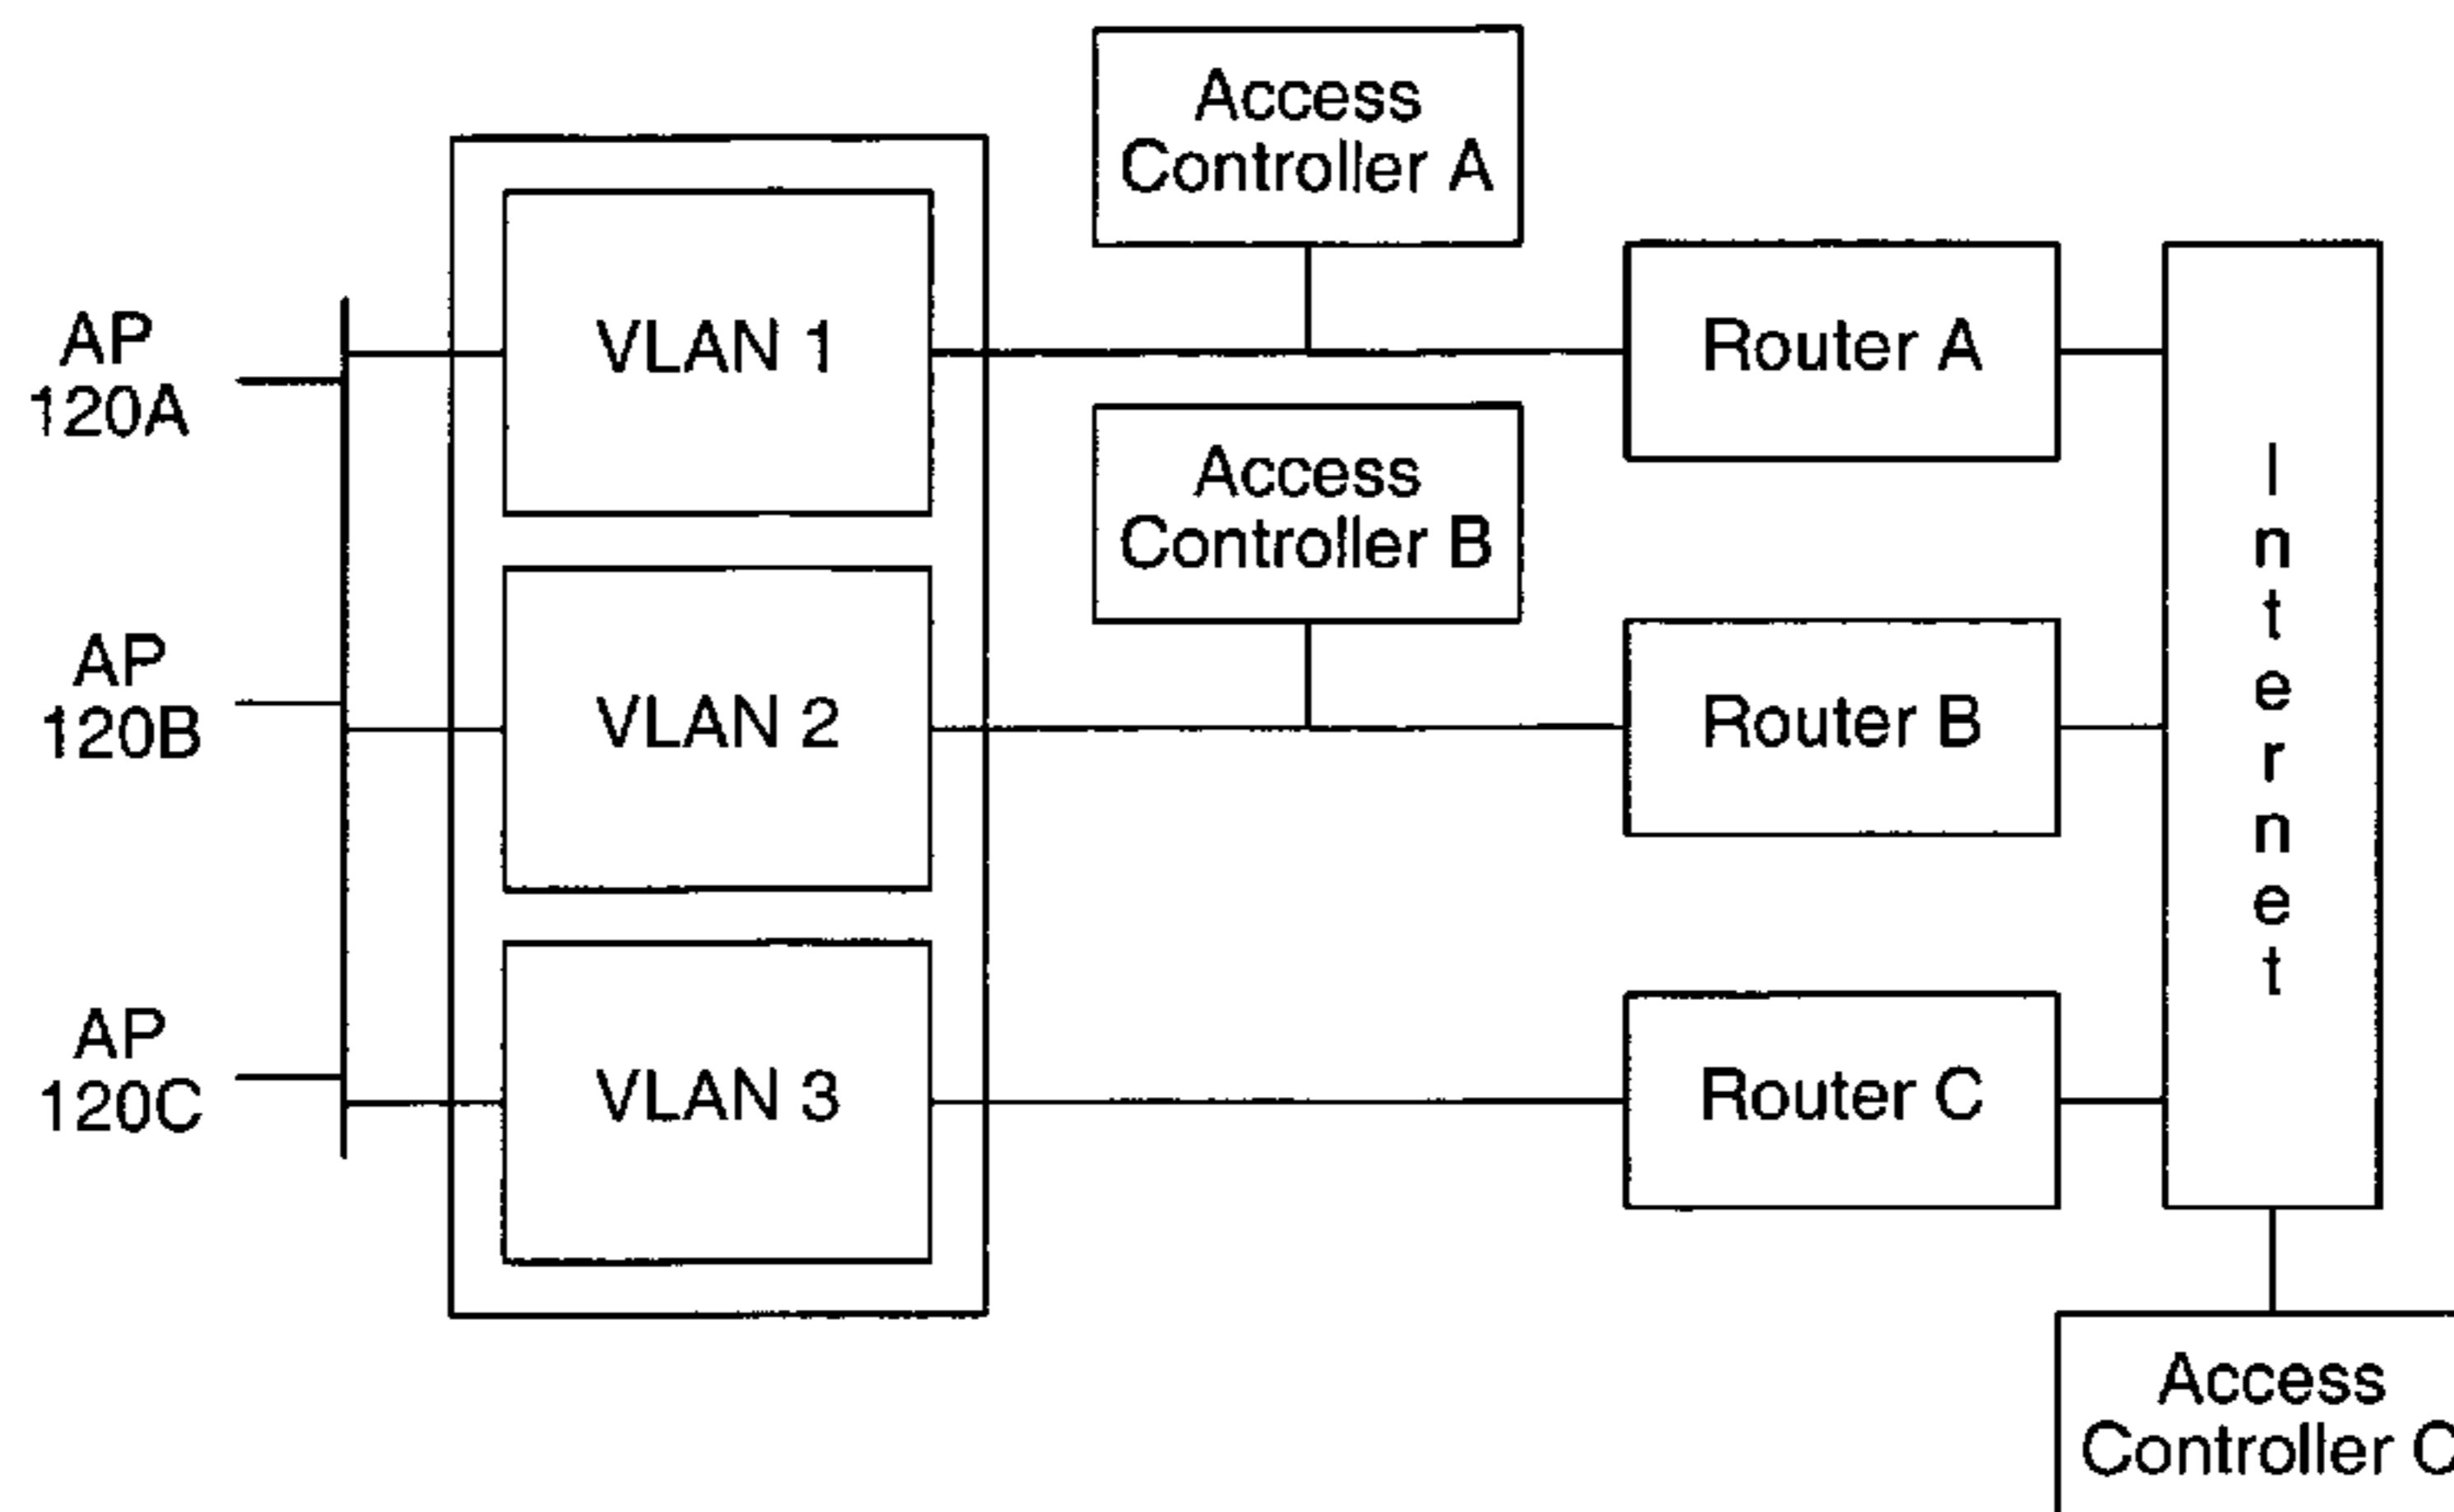 Access
Controller A
AP
120A
VLAN 1
Router A
Access
Controller B
AP
120B
VLAN 2
Router B
Internet
AP
120C
VLAN 3
Router C
Access
Controller C